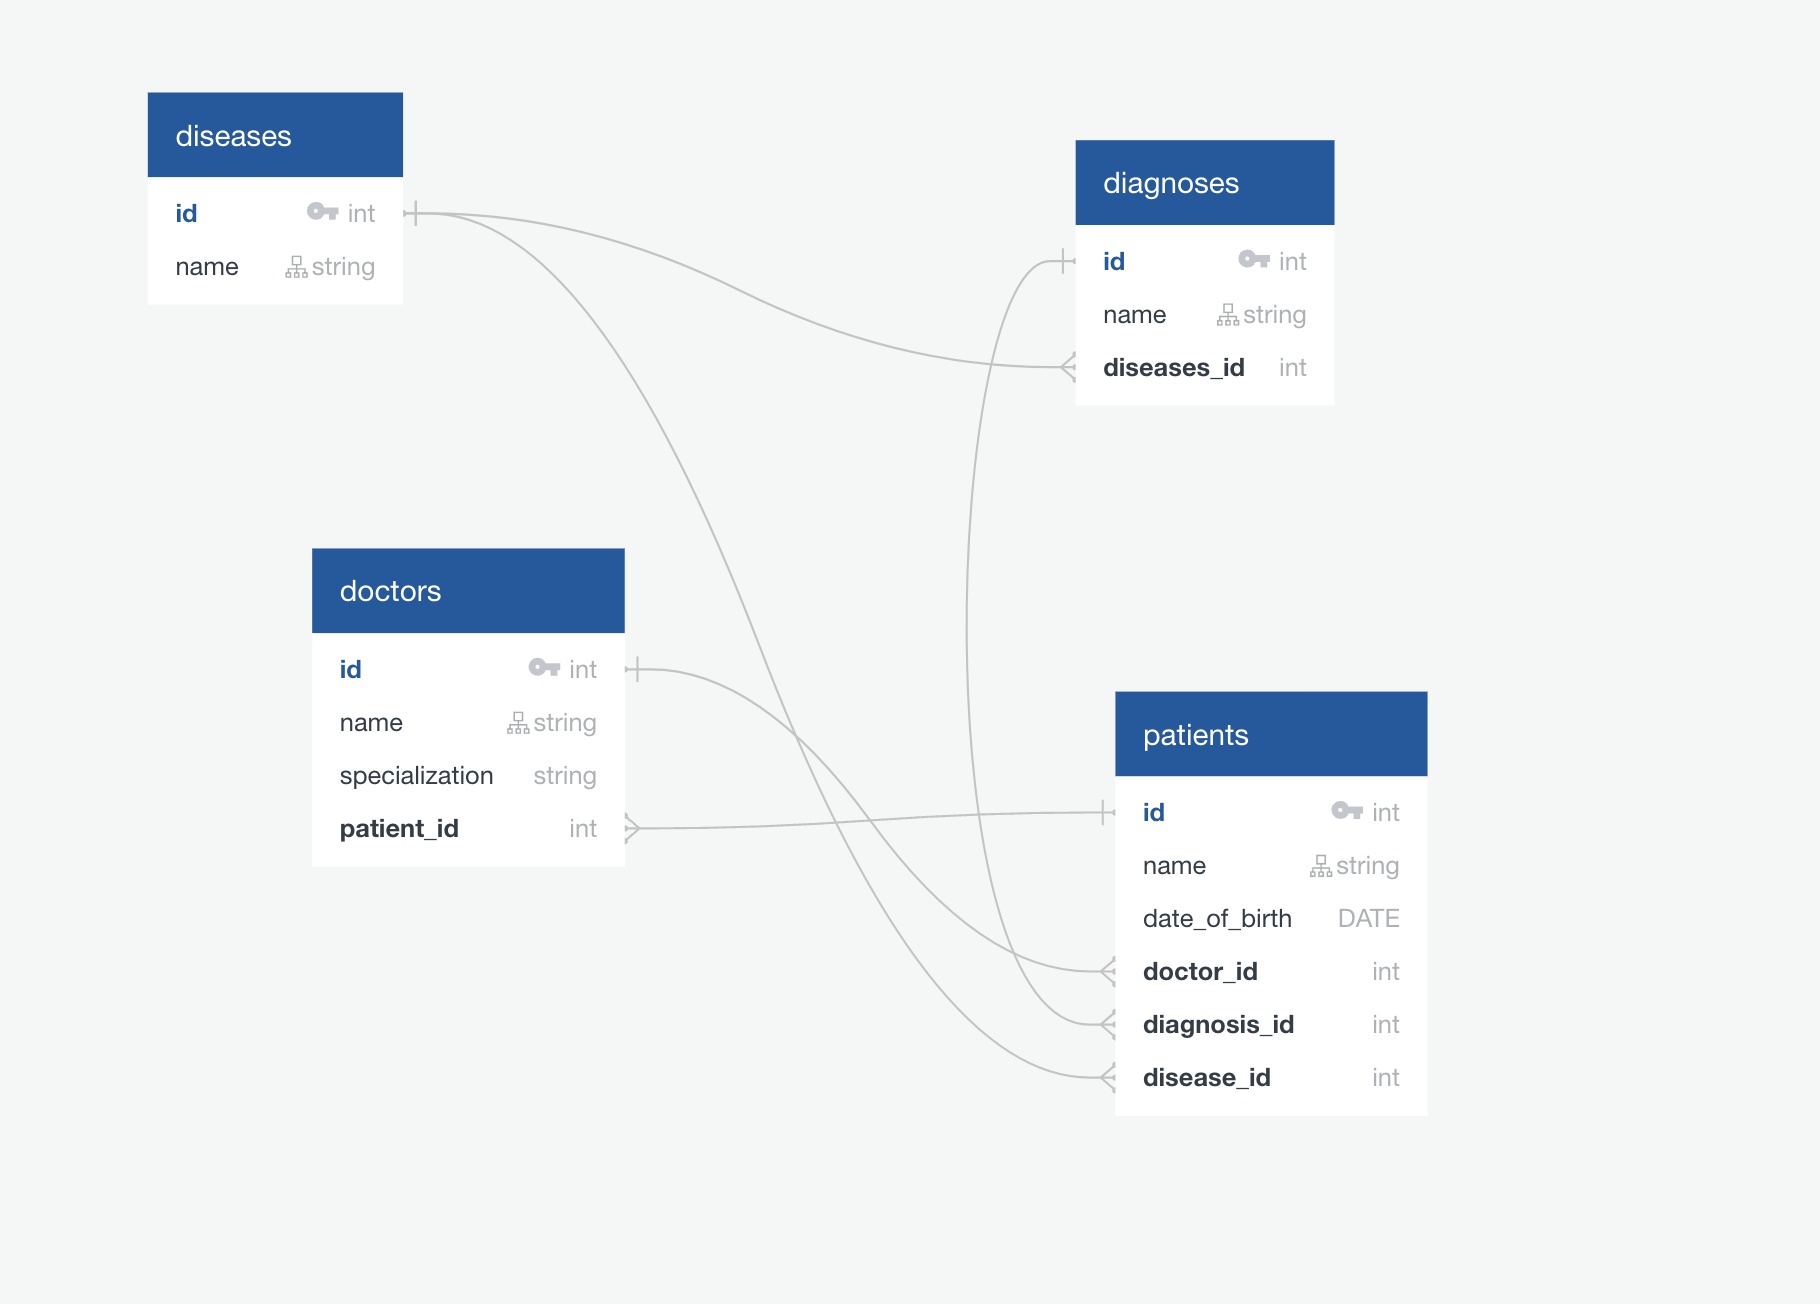 diseases
id int
name string
diagnoses
id int
name string
diseases_id int
doctors
id int
name string
specialization string
patient_id int
patients
id int
name string
date_of_birth DATE
doctor_id int
diagnosis_id int
disease_id int